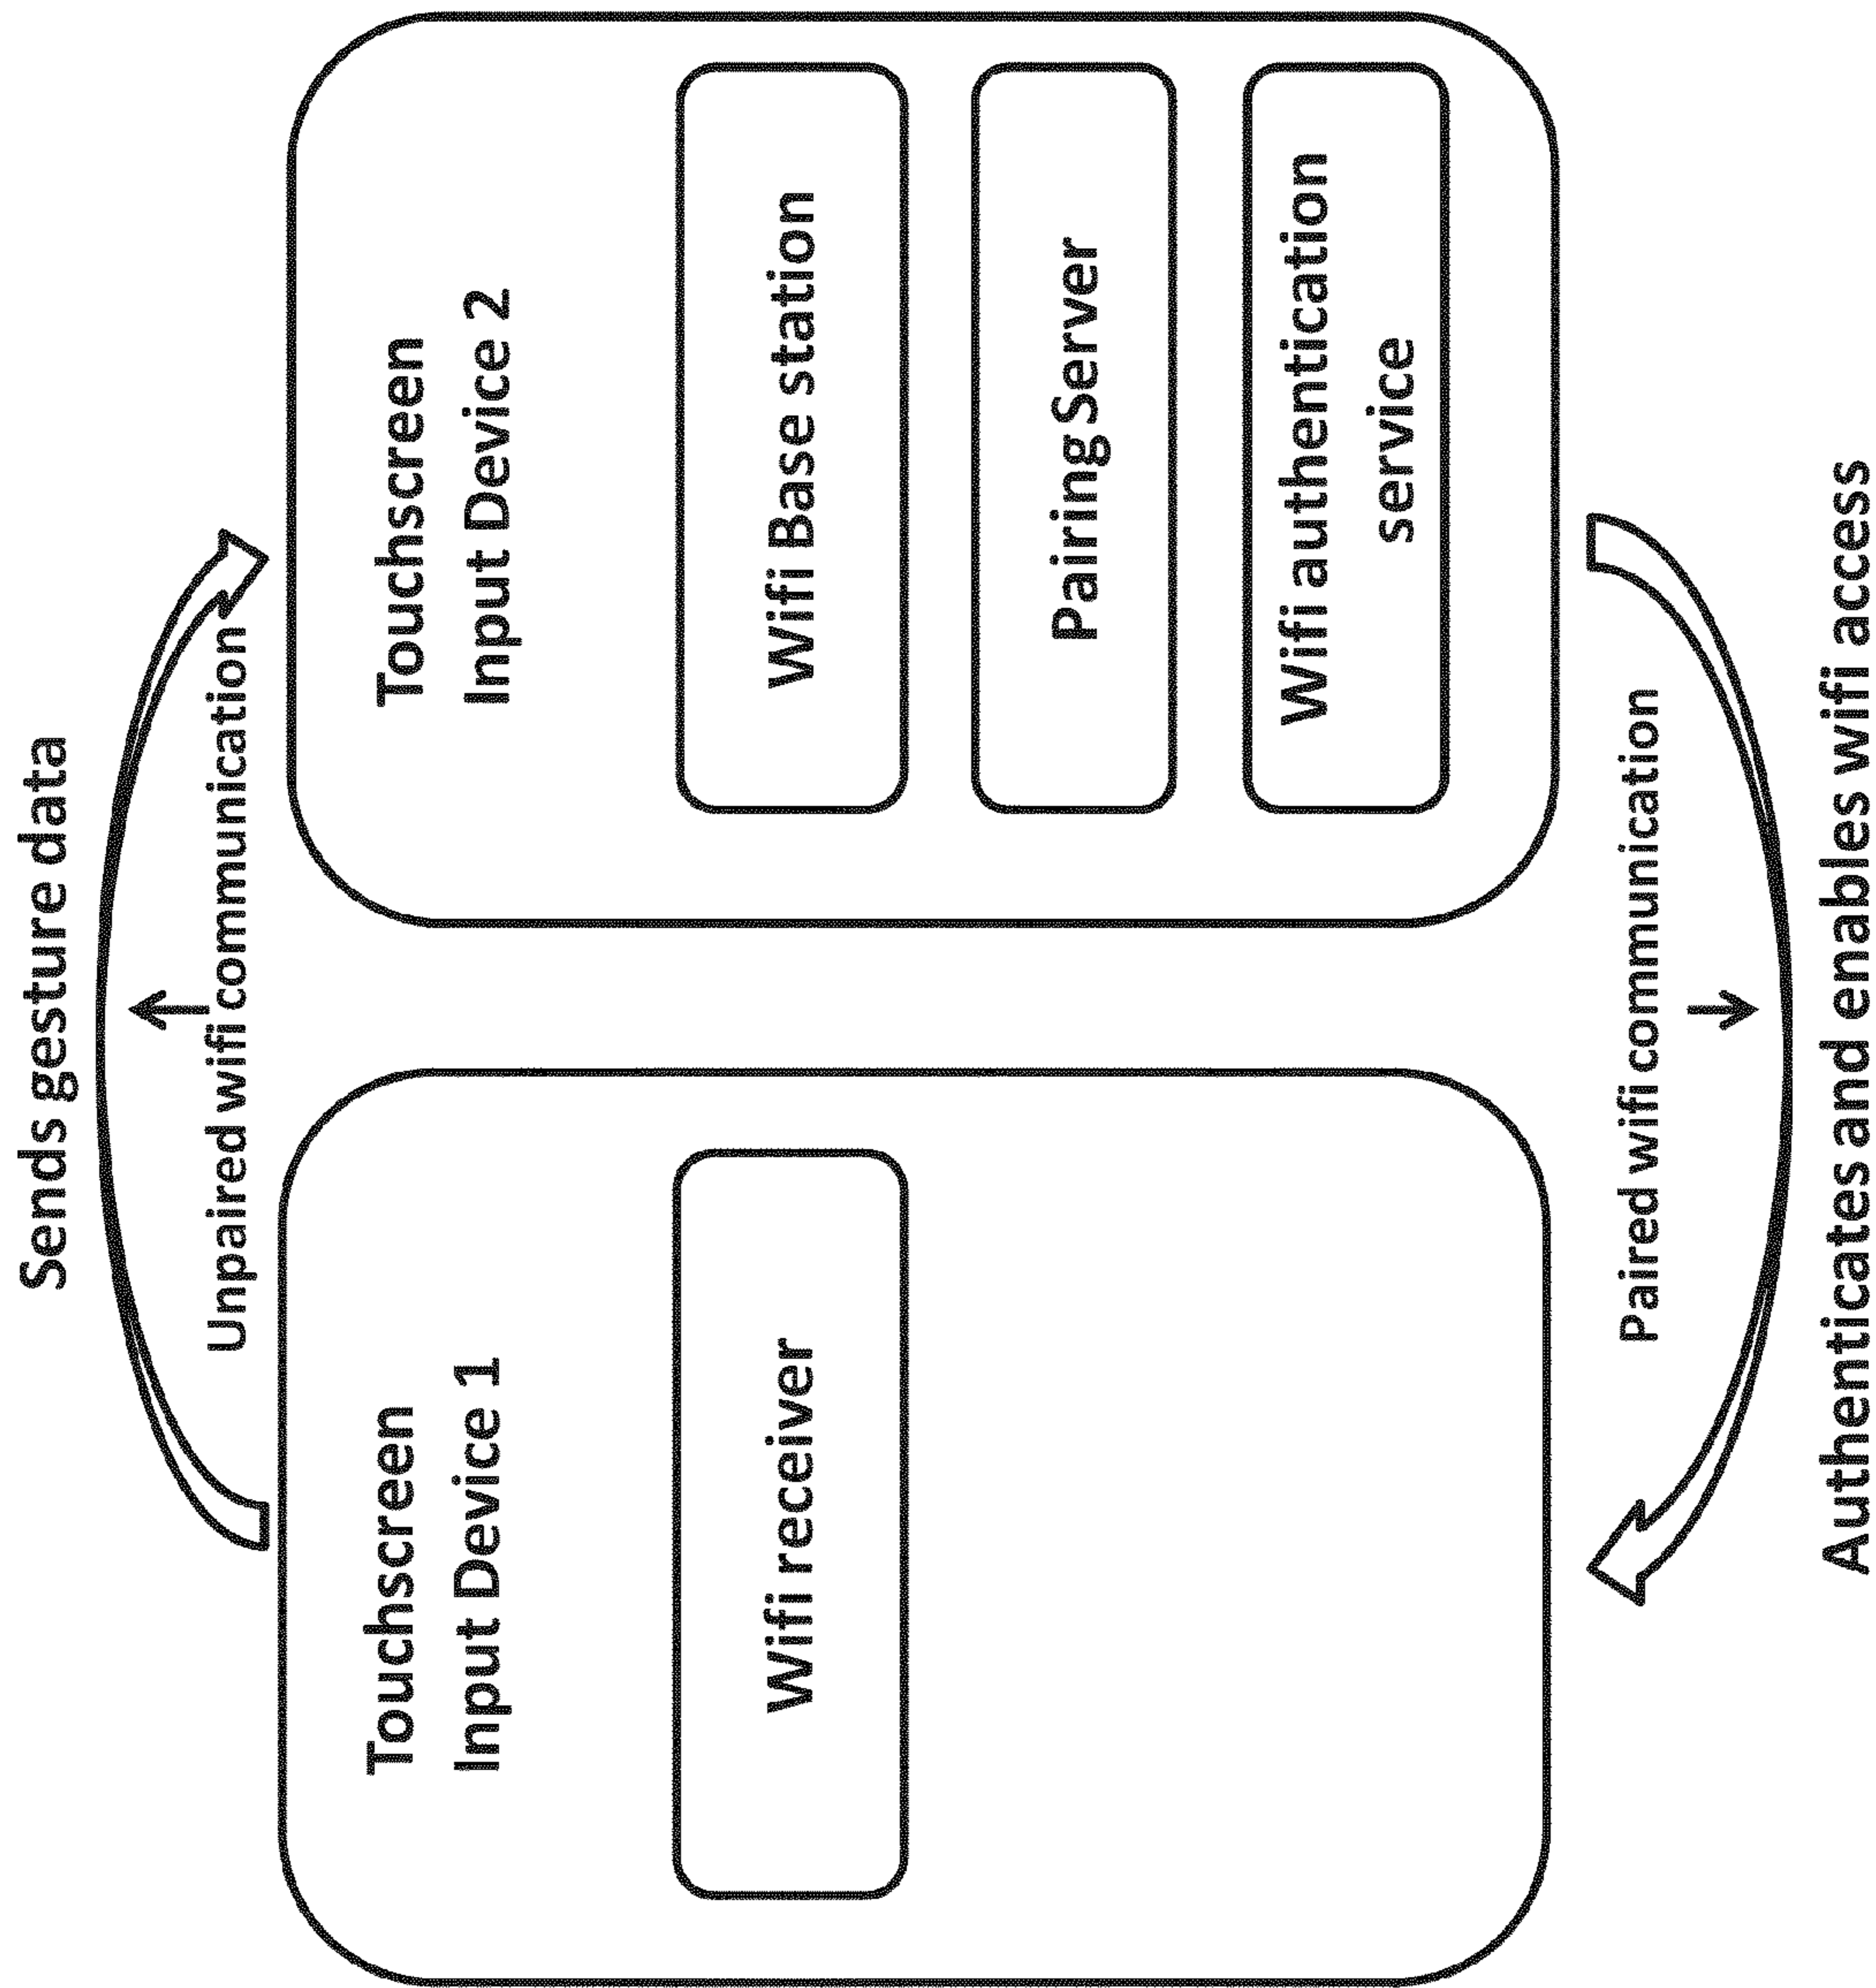 Sends gesture data
Unpaired wifi communication
Touchscreen
Input Device 1
Wifi receiver
Touchscreen
Input Device 2
Wifi Base station
Pairing Server
Wifi authentication
service
Paired wifi communication
Authenticates and enables wifi access